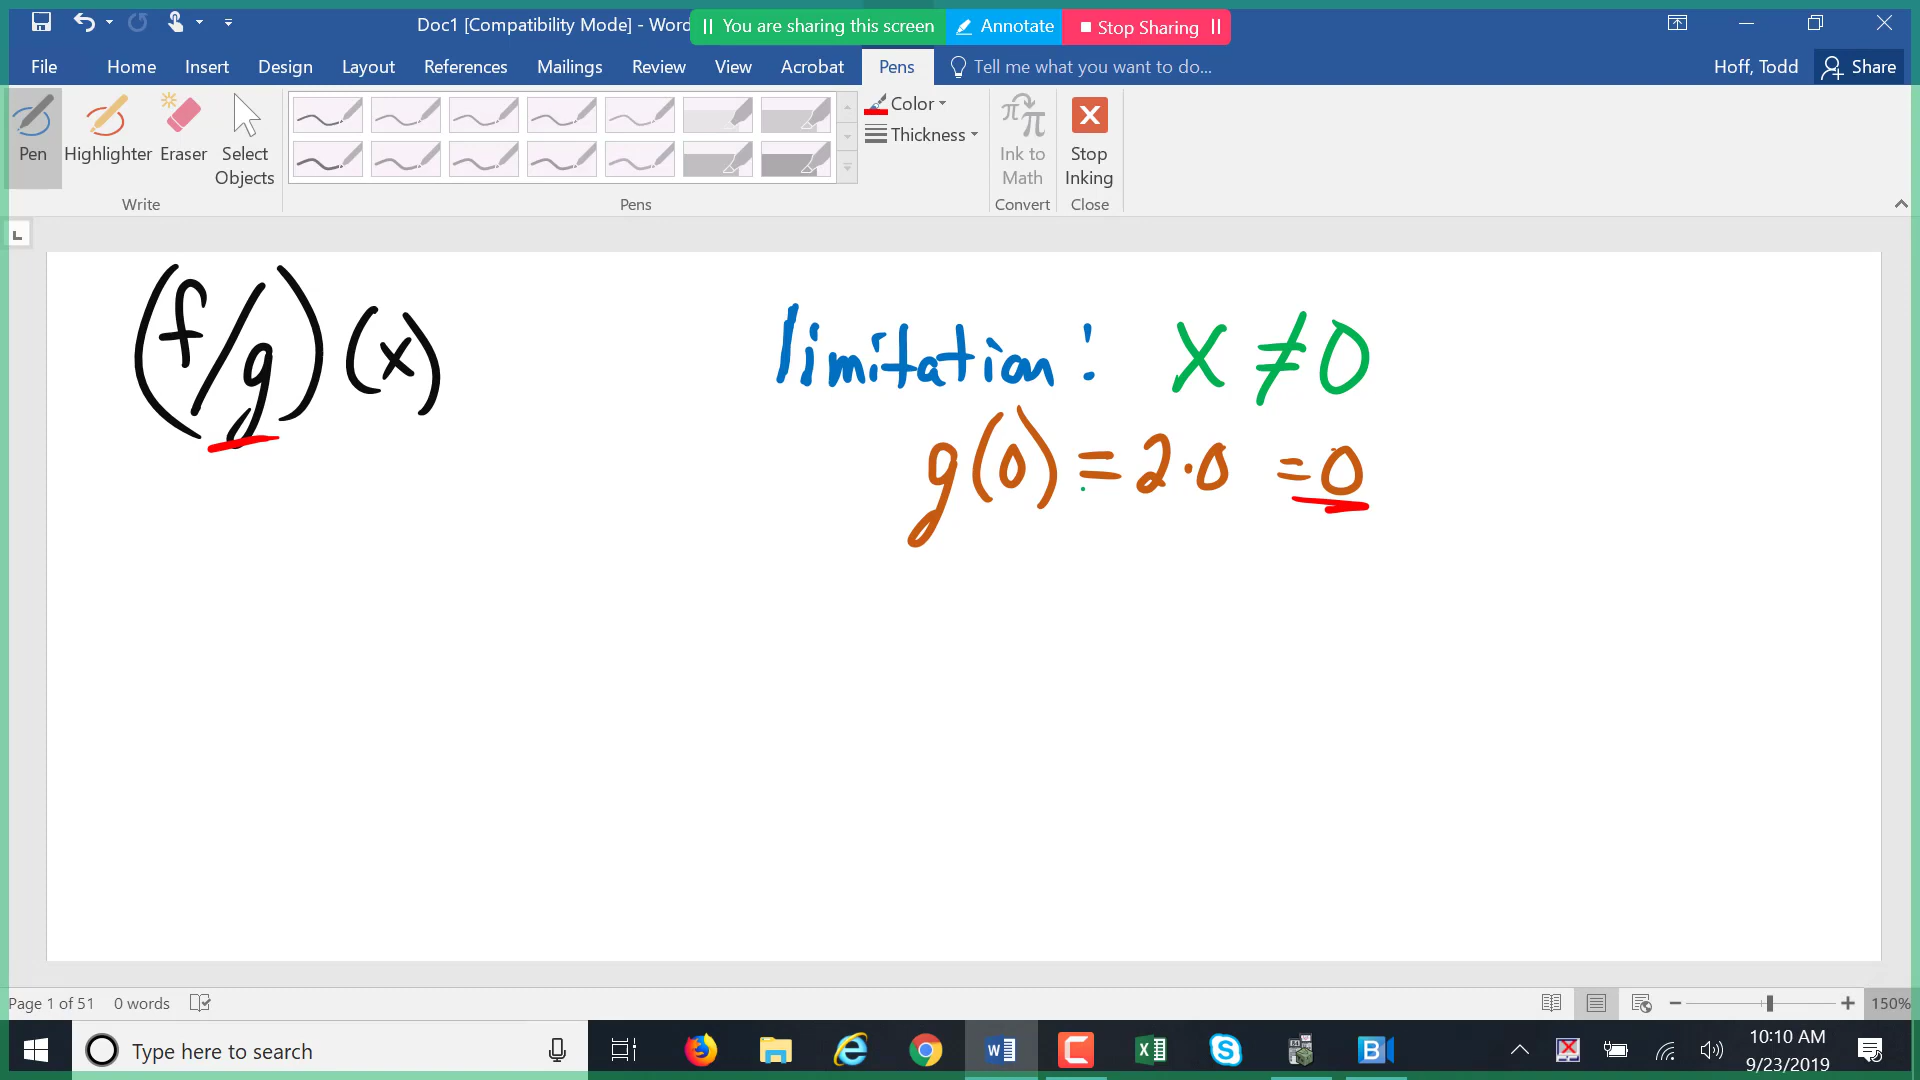 Doc1 [Compatibility Mode] - Word
You are sharing this screen
Annotate
Stop Sharing
File Home Insert Design Layout References Mailings Review View Acrobat Pens Tell me what you want to do... Hoff, Todd Share
Pen Highlighter Eraser Select Objects
Color
Thickness
Ink to Math
Stop Inking
Write Pens Convert Close
(f/g)(x) limitation: x ≠ 0
g(0) = 2·0 = 0
Page 1 of 51 0 words 150%
Type here to search
10:10 AM
9/23/2019